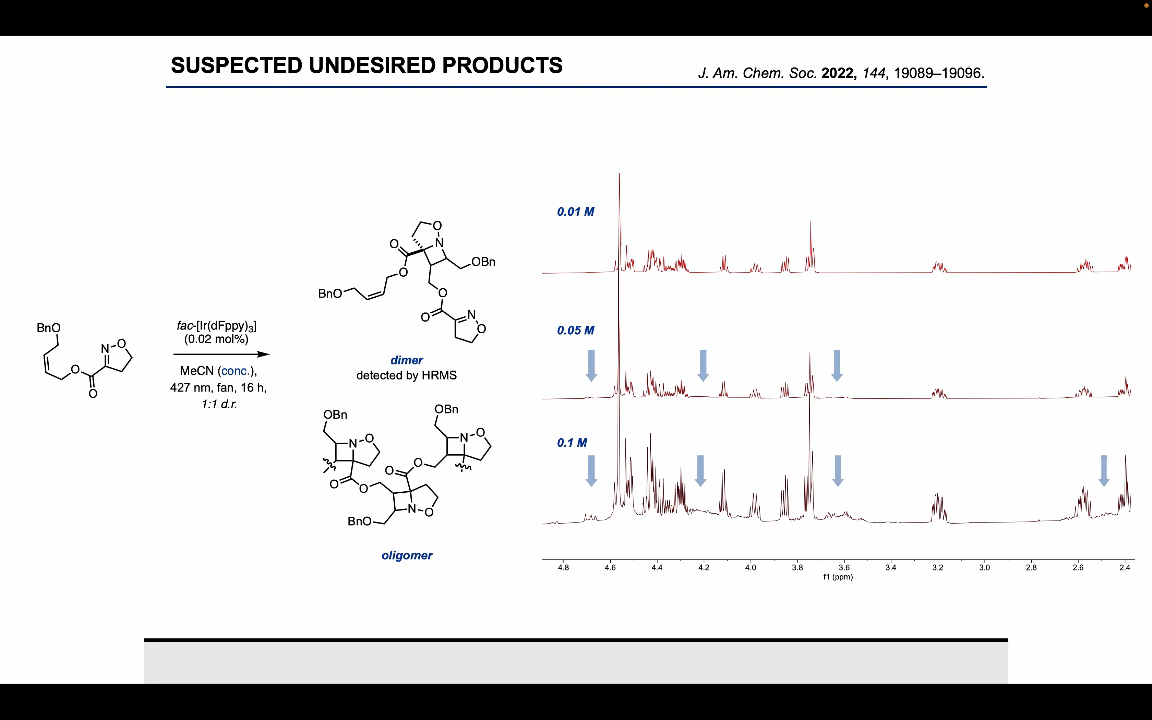 SUSPECTED UNDESIRED PRODUCTS
J. Am. Chem. Soc. 2022, 144, 19089–19096.
BnO
N
O
O
O
fac-[Ir(dFppy)3]
(0.02 mol%)
MeCN (conc.),
427 nm, fan, 16 h,
1:1 d.r.
O
N
O
O
OBn
BnO
O
O
N
O
dimer
detected by HRMS
OBn
OBn
N
O
N
O
O
O
O
O
N
O
BnO
oligomer
0.01 M
0.05 M
0.1 M
4.8 4.6 4.4 4.2 4.0 3.8 3.6 3.4 3.2 3.0 2.8 2.6 2.4
f1 (ppm)